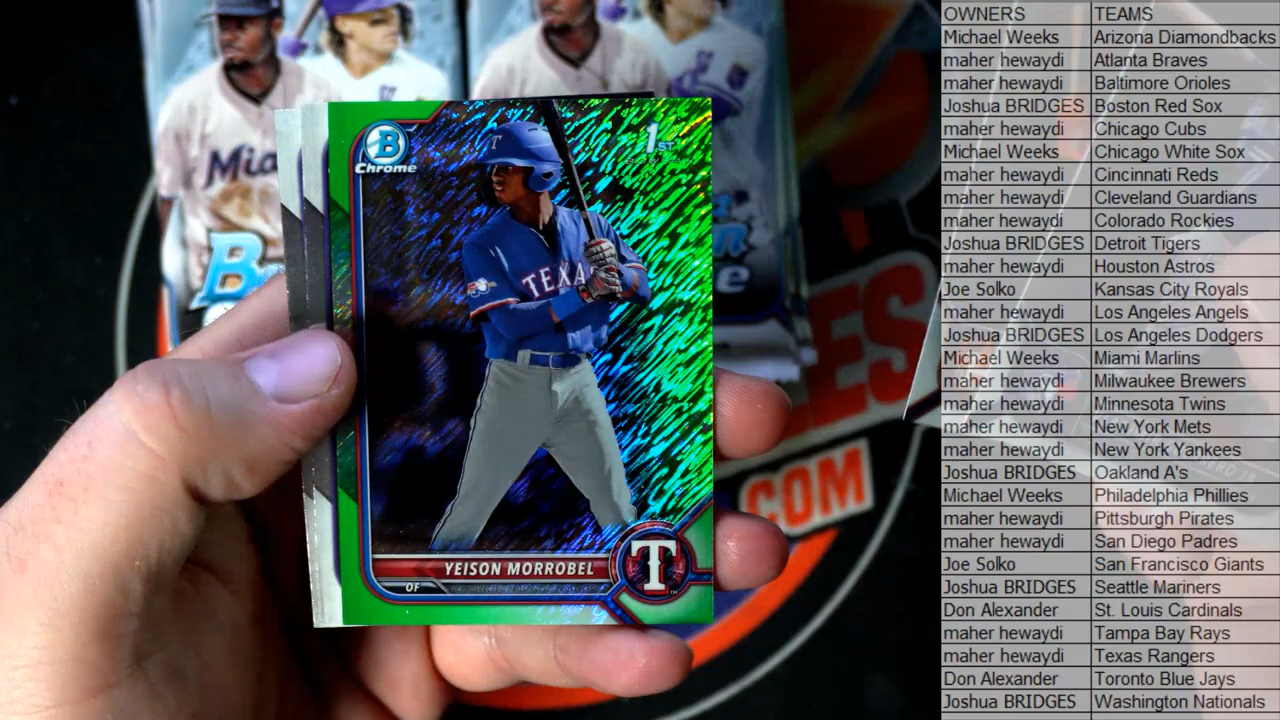 Mia
B
Chrome
1ST
T
TEXA
YEISON MORROBEL
OF
T
TM
ES
.COM
OWNERS TEAMS
Michael Weeks Arizona Diamondbacks
maher hewaydi Atlanta Braves
maher hewaydi Baltimore Orioles
Joshua BRIDGES Boston Red Sox
maher hewaydi Chicago Cubs
Michael Weeks Chicago White Sox
maher hewaydi Cincinnati Reds
maher hewaydi Cleveland Guardians
maher hewaydi Colorado Rockies
Joshua BRIDGES Detroit Tigers
maher hewaydi Houston Astros
Joe Solko Kansas City Royals
maher hewaydi Los Angeles Angels
Joshua BRIDGES Los Angeles Dodgers
Michael Weeks Miami Marlins
maher hewaydi Milwaukee Brewers
maher hewaydi Minnesota Twins
maher hewaydi New York Mets
maher hewaydi New York Yankees
Joshua BRIDGES Oakland A's
Michael Weeks Philadelphia Phillies
maher hewaydi Pittsburgh Pirates
maher hewaydi San Diego Padres
Joe Solko San Francisco Giants
Joshua BRIDGES Seattle Mariners
Don Alexander St. Louis Cardinals
maher hewaydi Tampa Bay Rays
maher hewaydi Texas Rangers
Don Alexander Toronto Blue Jays
Joshua BRIDGES Washington Nationals